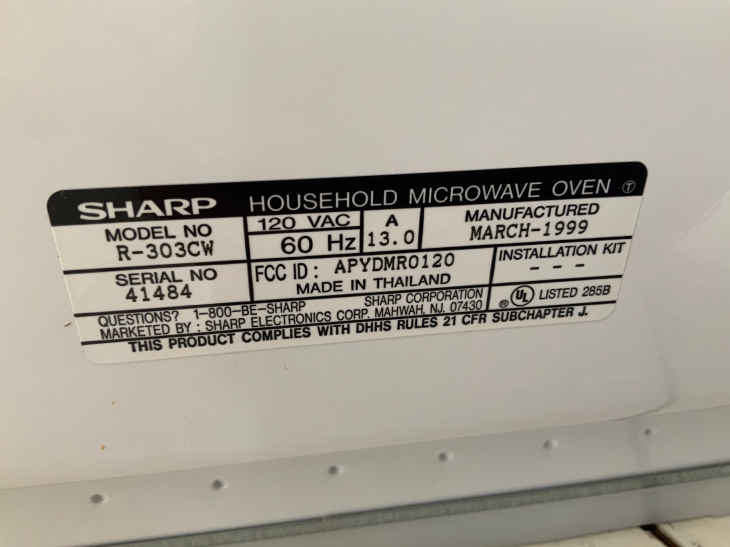 SHARP HOUSEHOLD MICROWAVE OVEN Ⓣ
MODEL NO
R-303CW
120 VAC
60 Hz
A
13.0
MANUFACTURED
MARCH-1999
SERIAL NO
41484
FCC ID : APYDMR0120
MADE IN THAILAND
INSTALLATION KIT
- - -
QUESTIONS? 1-800-BE-SHARP SHARP CORPORATION
MARKETED BY : SHARP ELECTRONICS CORP. MAHWAH, NJ. 07430
UL ® LISTED 285B
THIS PRODUCT COMPLIES WITH DHHS RULES 21 CFR SUBCHAPTER J.